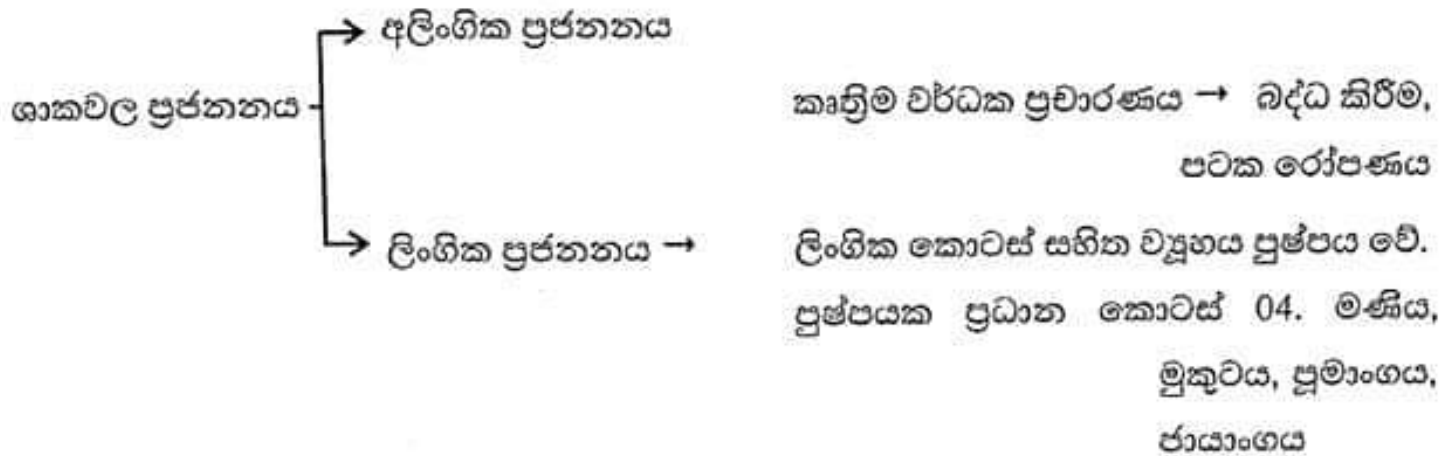 අලිංගික ප්‍රජනනය
ශාකවල ප්‍රජනනය
කෘත්‍රිම වර්ධක ප්‍රචාරණය → බද්ධ කිරීම,
පටක රෝපණය
ලිංගික ප්‍රජනනය →
ලිංගික කොටස් සහිත ව්‍යූහය පුෂ්පය වේ.
පුෂ්පයක ප්‍රධාන කොටස් 04. මණිය,
මුකුටය, පූමාංගය,
ජායාංගය